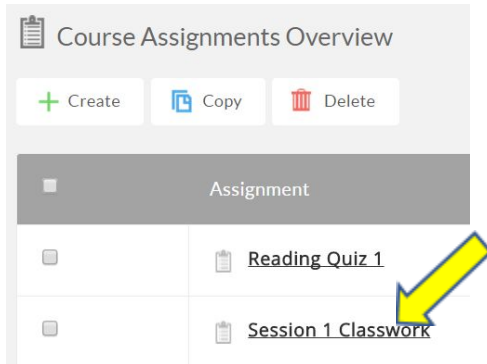 Course Assignments Overview
Create Copy Delete
Assignment
Reading Quiz 1
Session 1 Classwork